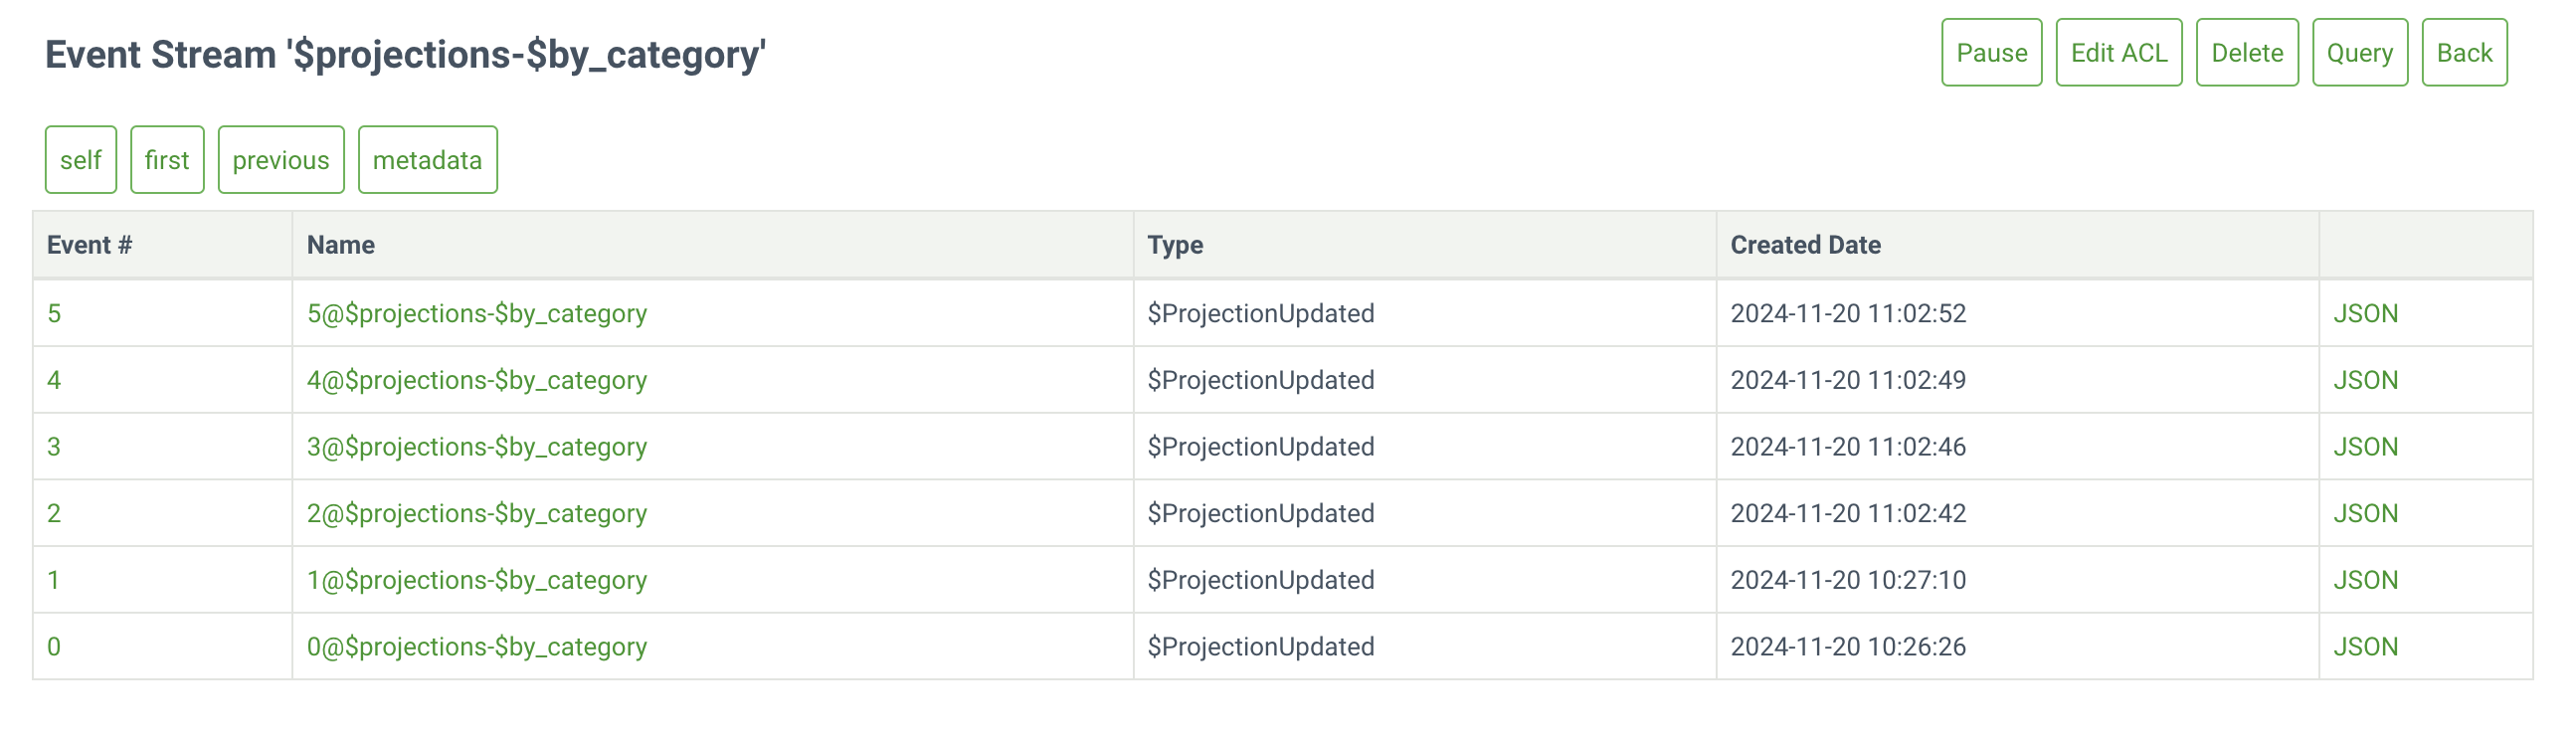 Event Stream '$projections-$by_category'
Pause Edit ACL Delete Query Back
self first previous metadata
Event # Name Type Created Date
5 5@$projections-$by_category $ProjectionUpdated 2024-11-20 11:02:52 JSON
4 4@$projections-$by_category $ProjectionUpdated 2024-11-20 11:02:49 JSON
3 3@$projections-$by_category $ProjectionUpdated 2024-11-20 11:02:46 JSON
2 2@$projections-$by_category $ProjectionUpdated 2024-11-20 11:02:42 JSON
1 1@$projections-$by_category $ProjectionUpdated 2024-11-20 10:27:10 JSON
0 0@$projections-$by_category $ProjectionUpdated 2024-11-20 10:26:26 JSON